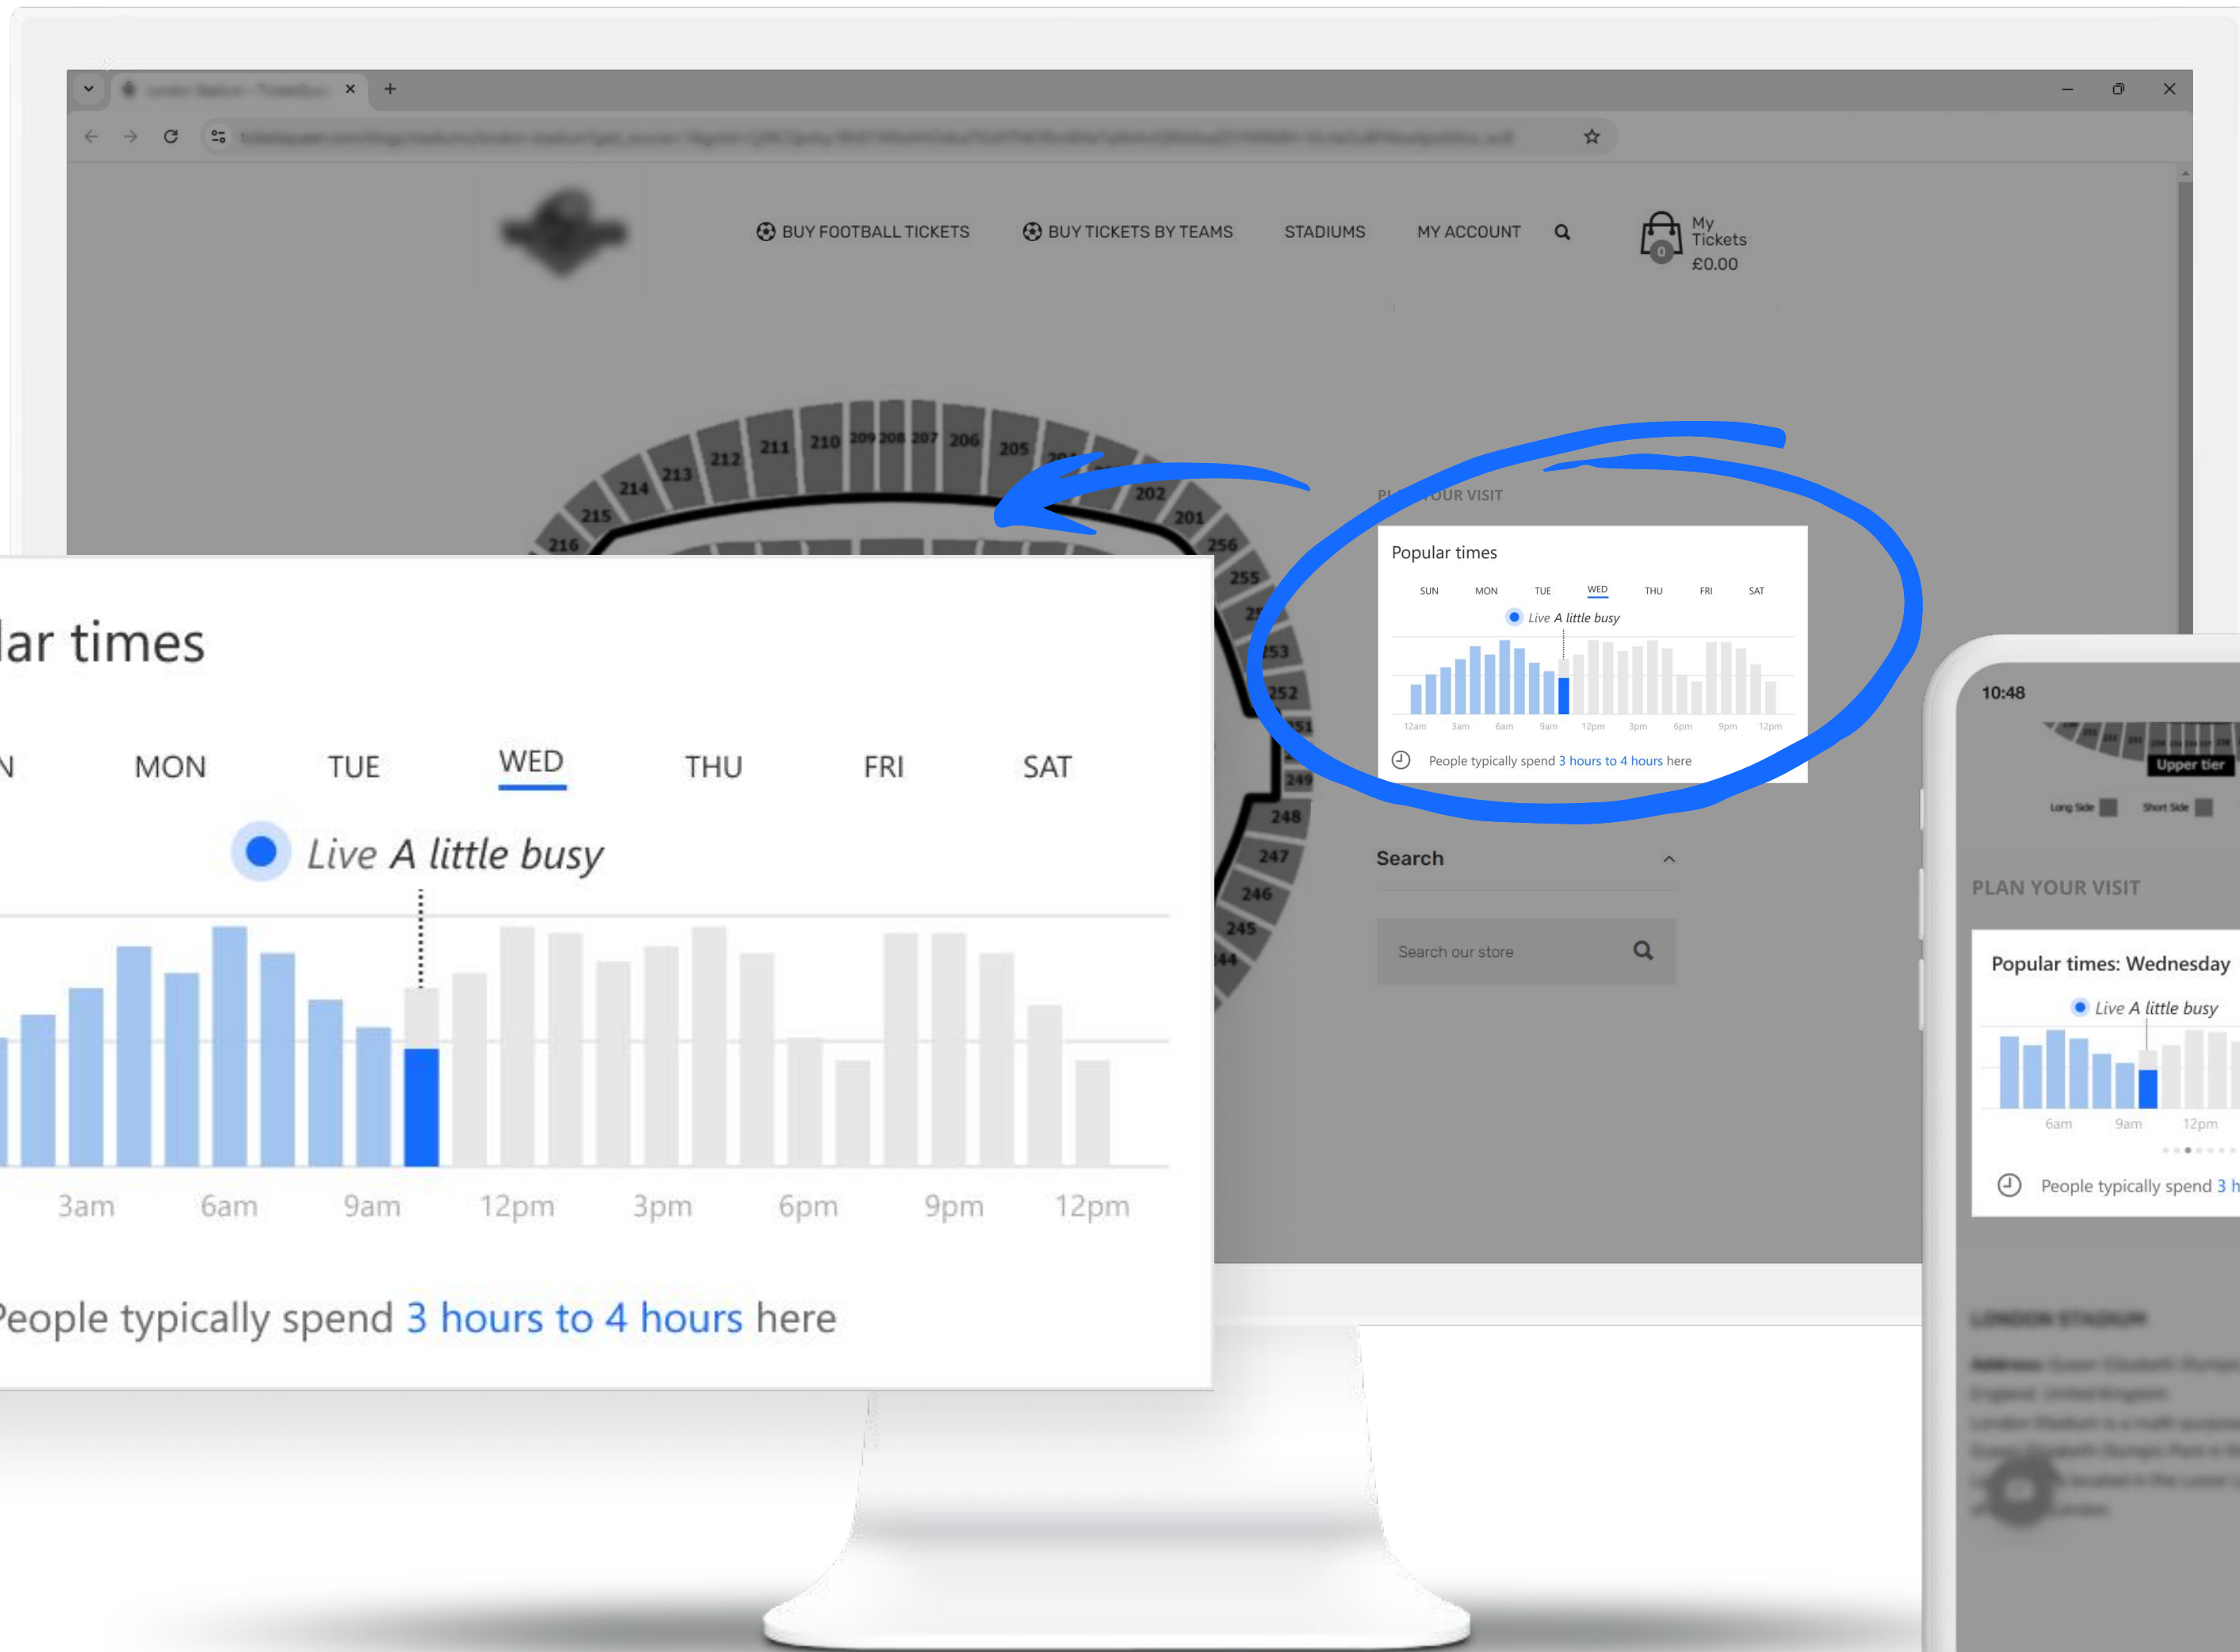 BUY FOOTBALL TICKETS
BUY TICKETS BY TEAMS
STADIUMS
MY ACCOUNT
My
Tickets
0
£0.00
216
215
214
213
212
211
210
209 208 207
206
205
202
201
256
255
253
252
249
248
247
246
245
PLAN YOUR VISIT
Popular times
SUN MON TUE WED THU FRI SAT
Live A little busy
12am 3am 6am 9am 12pm 3pm 6pm 9pm 12pm
People typically spend 3 hours to 4 hours here
Search
Search our store
lar times
N MON TUE WED THU FRI SAT
Live A little busy
3am 6am 9am 12pm 3pm 6pm 9pm 12pm
People typically spend 3 hours to 4 hours here
10:48
Upper tier
Long Side Short Side
PLAN YOUR VISIT
Popular times: Wednesday
Live A little busy
6am 9am 12pm
People typically spend 3 h
LONDON STADIUM